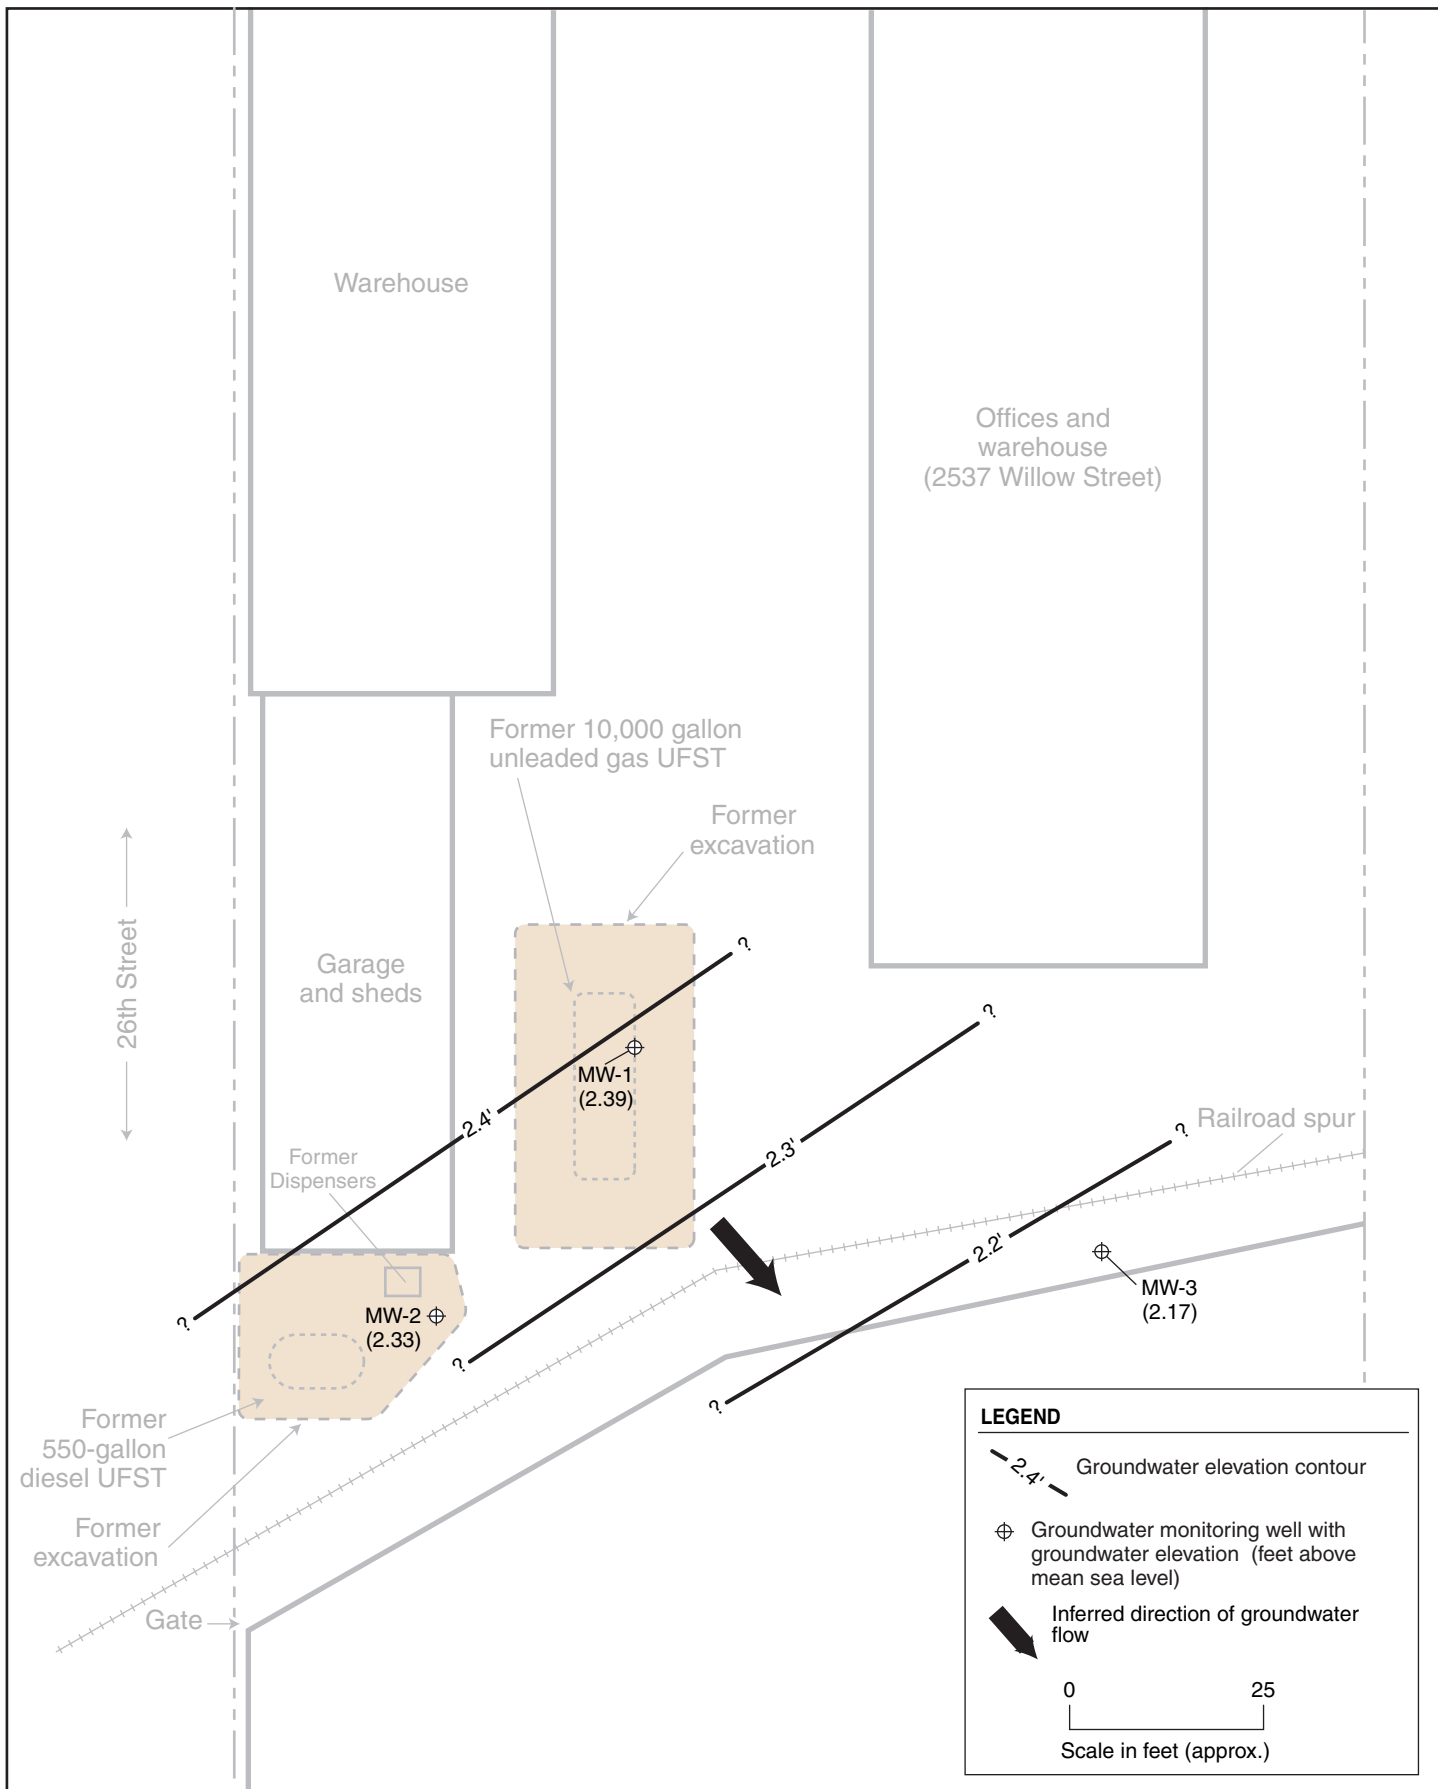 Warehouse
Offices and
warehouse
(2537 Willow Street)
Former 10,000 gallon
unleaded gas UFST
Former
excavation
26th Street
Garage
and sheds
?
?
MW-1
(2.39)
2.4'
Railroad spur
?
2.3'
Former
Dispensers
2.2'
MW-3
(2.17)
?
MW-2
(2.33)
?
?
Former
550-gallon
diesel UFST
Former
excavation
Gate
LEGEND
2.4'
Groundwater elevation contour
Groundwater monitoring well with
groundwater elevation (feet above
mean sea level)
Inferred direction of groundwater
flow
0 25
Scale in feet (approx.)